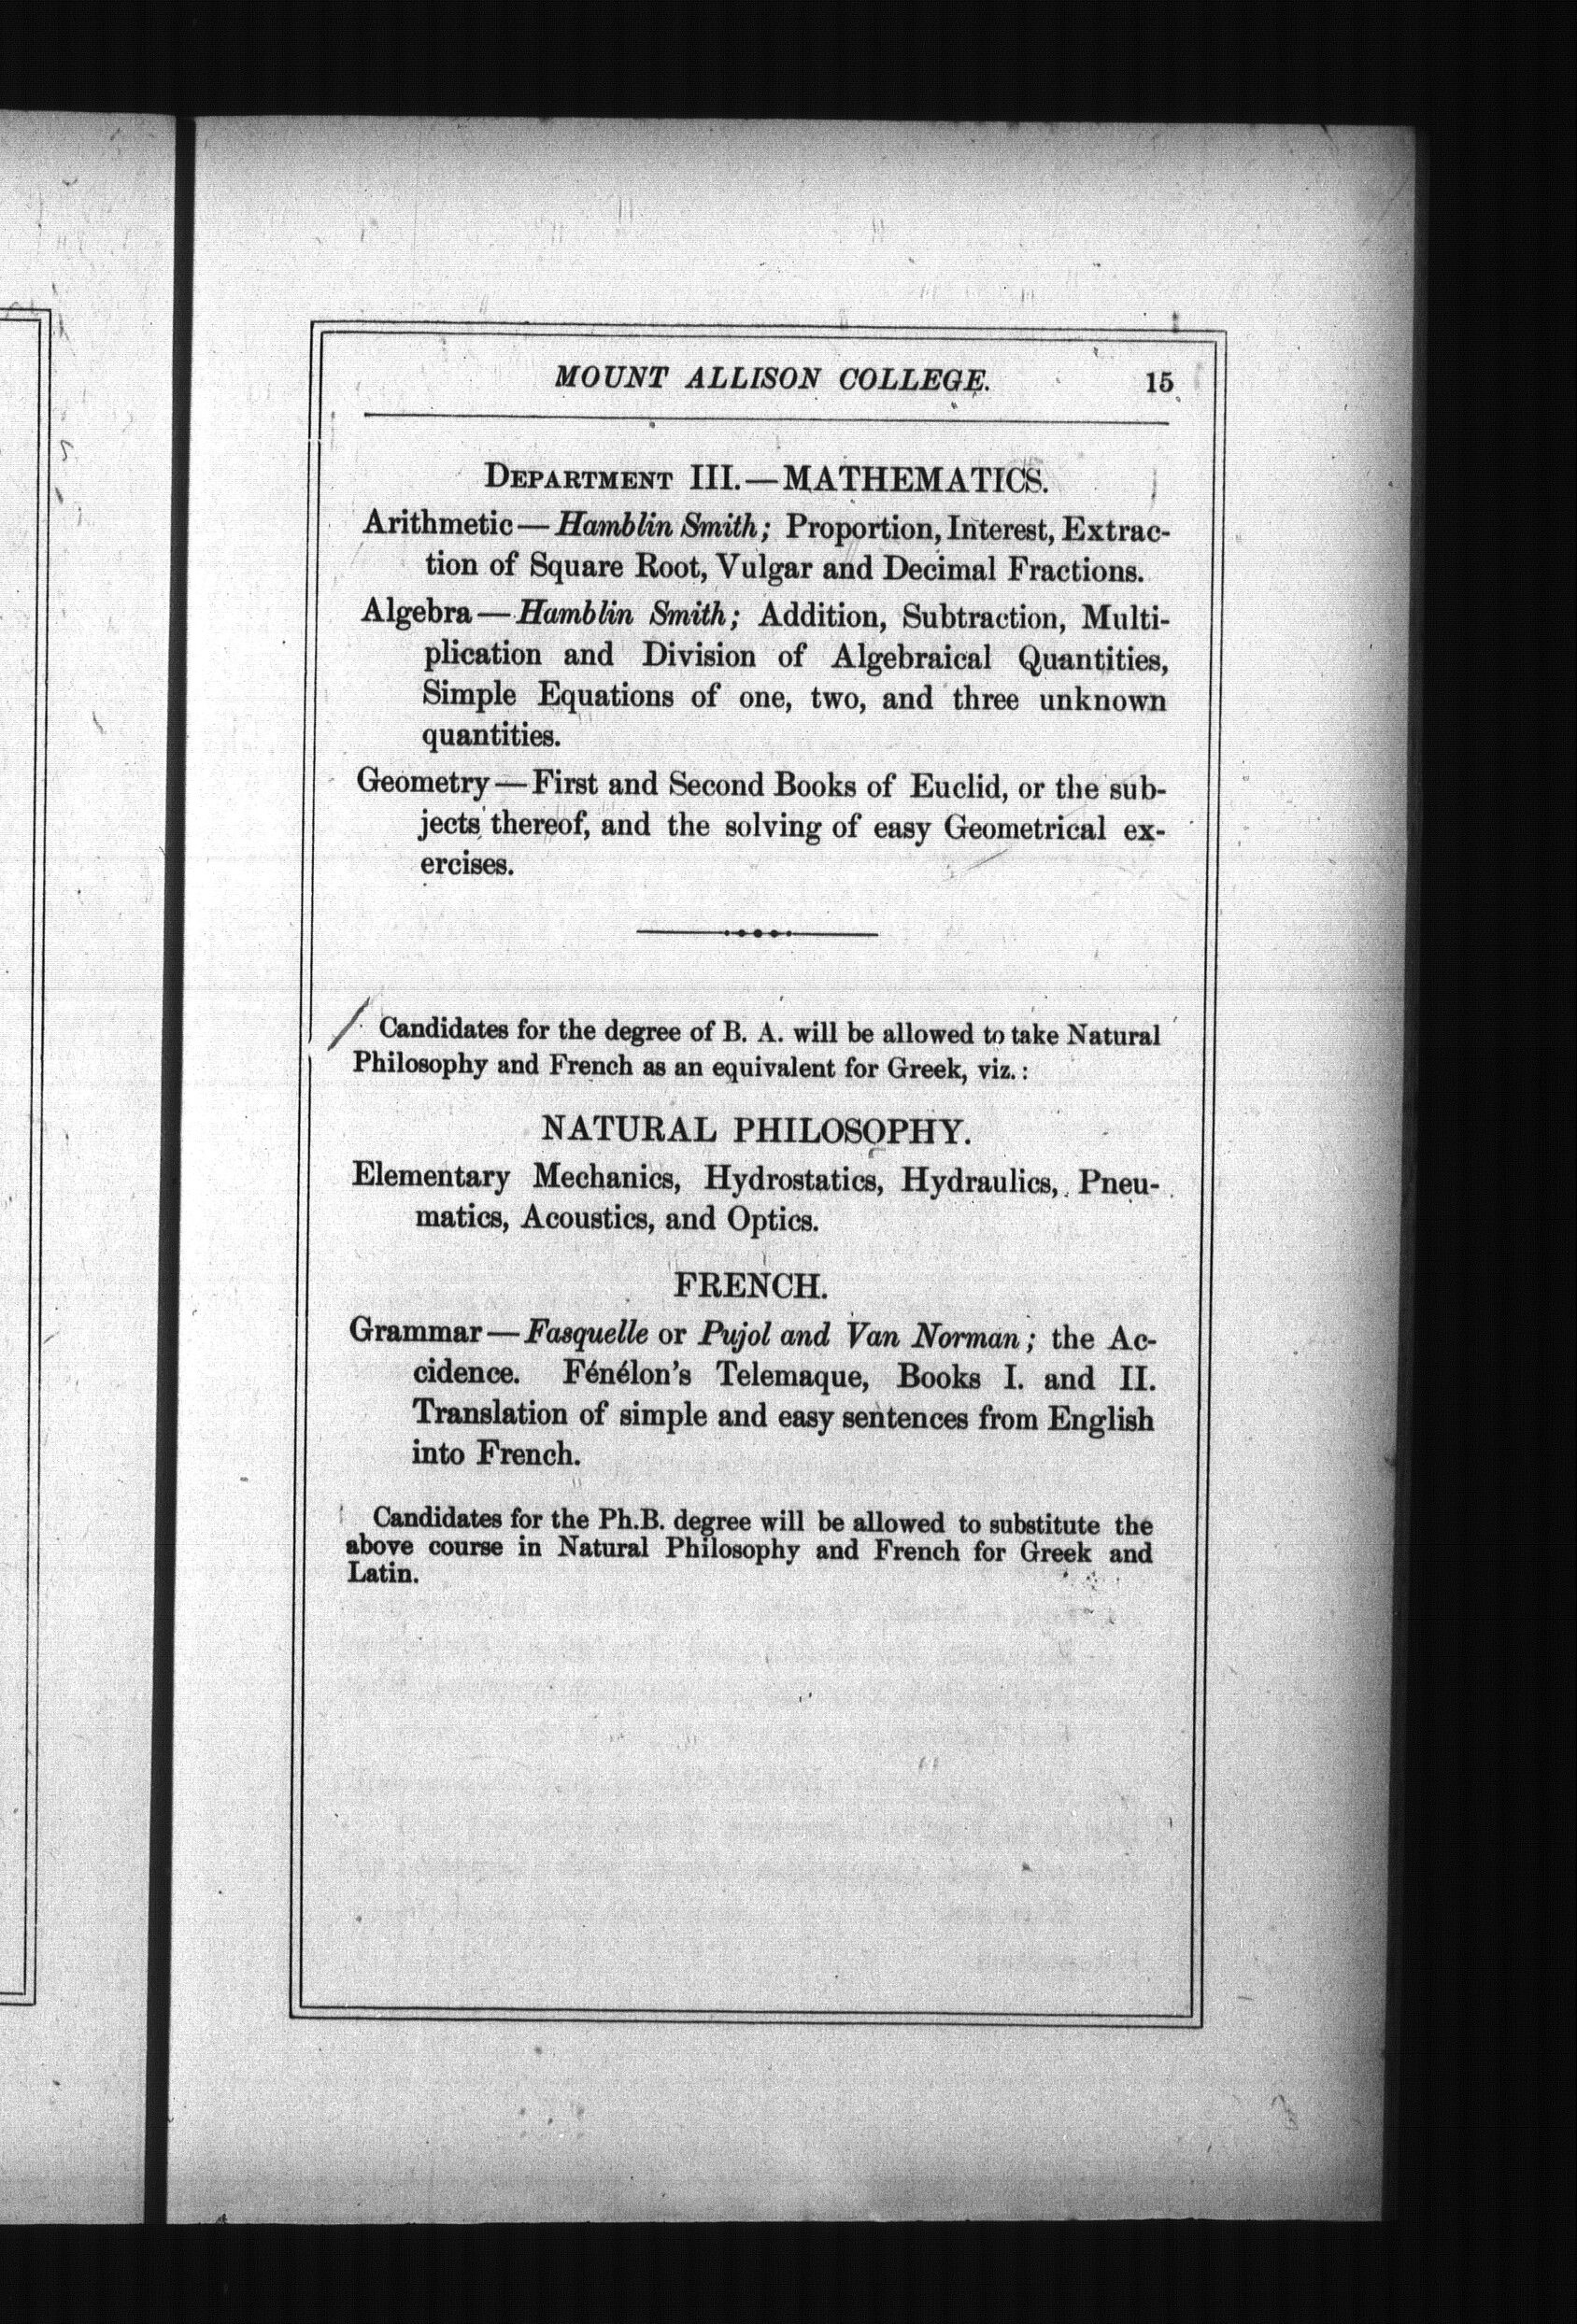 MOUNT ALLISON COLLEGE. 15
DEPARTMENT III.—MATHEMATICS.
Arithmetic—Hamblin Smith; Proportion, Interest, Extrac-
tion of Square Root, Vulgar and Decimal Fractions.
Algebra—Hamblin Smith; Addition, Subtraction, Multi-
plication and Division of Algebraical Quantities,
Simple Equations of one, two, and three unknown
quantities.
Geometry—First and Second Books of Euclid, or the sub-
jects thereof, and the solving of easy Geometrical ex-
ercises.
Candidates for the degree of B. A. will be allowed to take Natural
Philosophy and French as an equivalent for Greek, viz.:
NATURAL PHILOSOPHY.
Elementary Mechanics, Hydrostatics, Hydraulics, Pneu-
matics, Acoustics, and Optics.
FRENCH.
Grammar—Fasquelle or Pujol and Van Norman; the Ac-
cidence. Fénélon's Telemaque, Books I. and II.
Translation of simple and easy sentences from English
into French.
Candidates for the Ph.B. degree will be allowed to substitute the
above course in Natural Philosophy and French for Greek and
Latin.